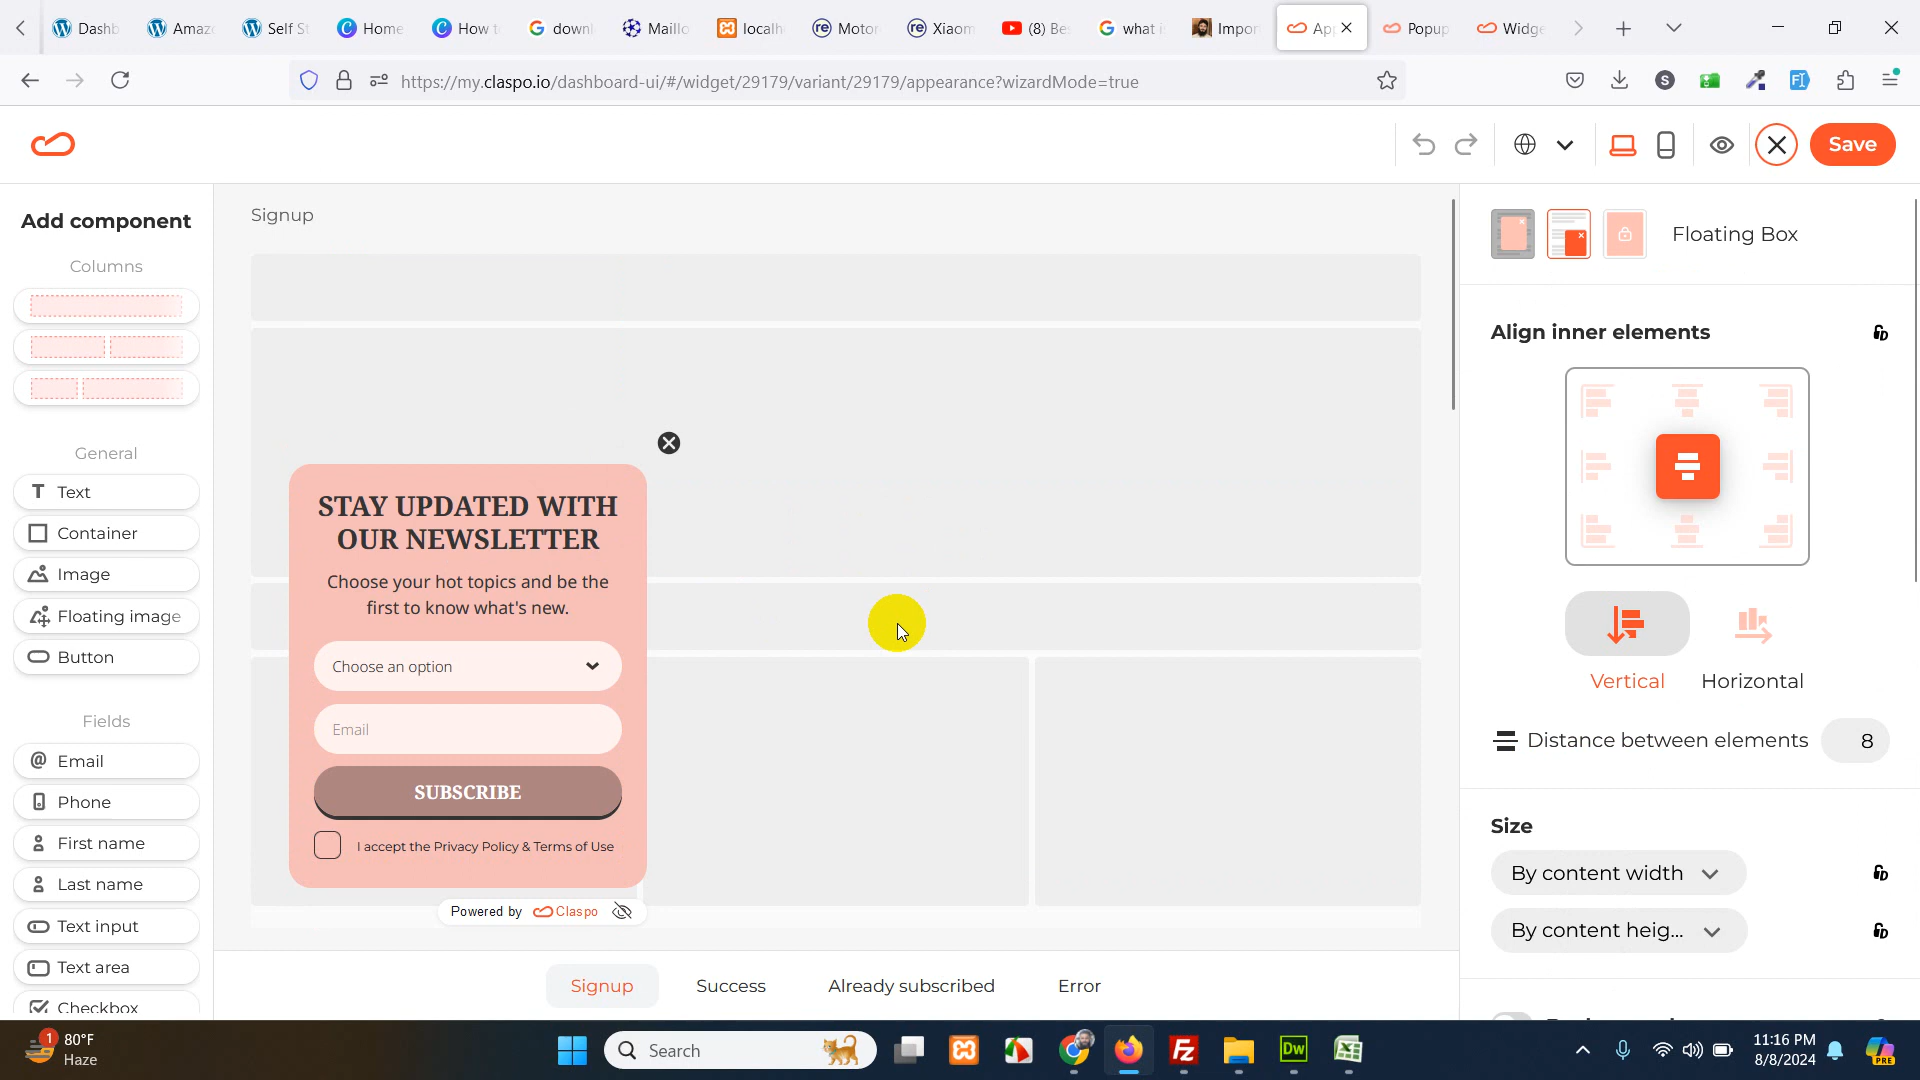 Dashb
Amazo
Self St
Home
How to
downl
Maillo
localh
Motor
Xiaom
(8) Bes
what i
Impor
App
Popup
Widge
https://my.claspo.io/dashboard-ui/#/widget/29179/variant/29179/appearance?wizardMode=true
Save
Add component
Columns
General
Text
Container
Image
Floating image
Button
Fields
Email
Phone
First name
Last name
Text input
Text area
Checkbox
Signup
STAY UPDATED WITH
OUR NEWSLETTER
Choose your hot topics and be the
first to know what's new.
Choose an option
Email
SUBSCRIBE
I accept the Privacy Policy & Terms of Use
Powered by Claspo
Signup
Success
Already subscribed
Error
Floating Box
Align inner elements
Vertical
Horizontal
Distance between elements 8
Size
By content width
By content heig...
1
80°F
Haze
Search
11:16 PM
8/8/2024